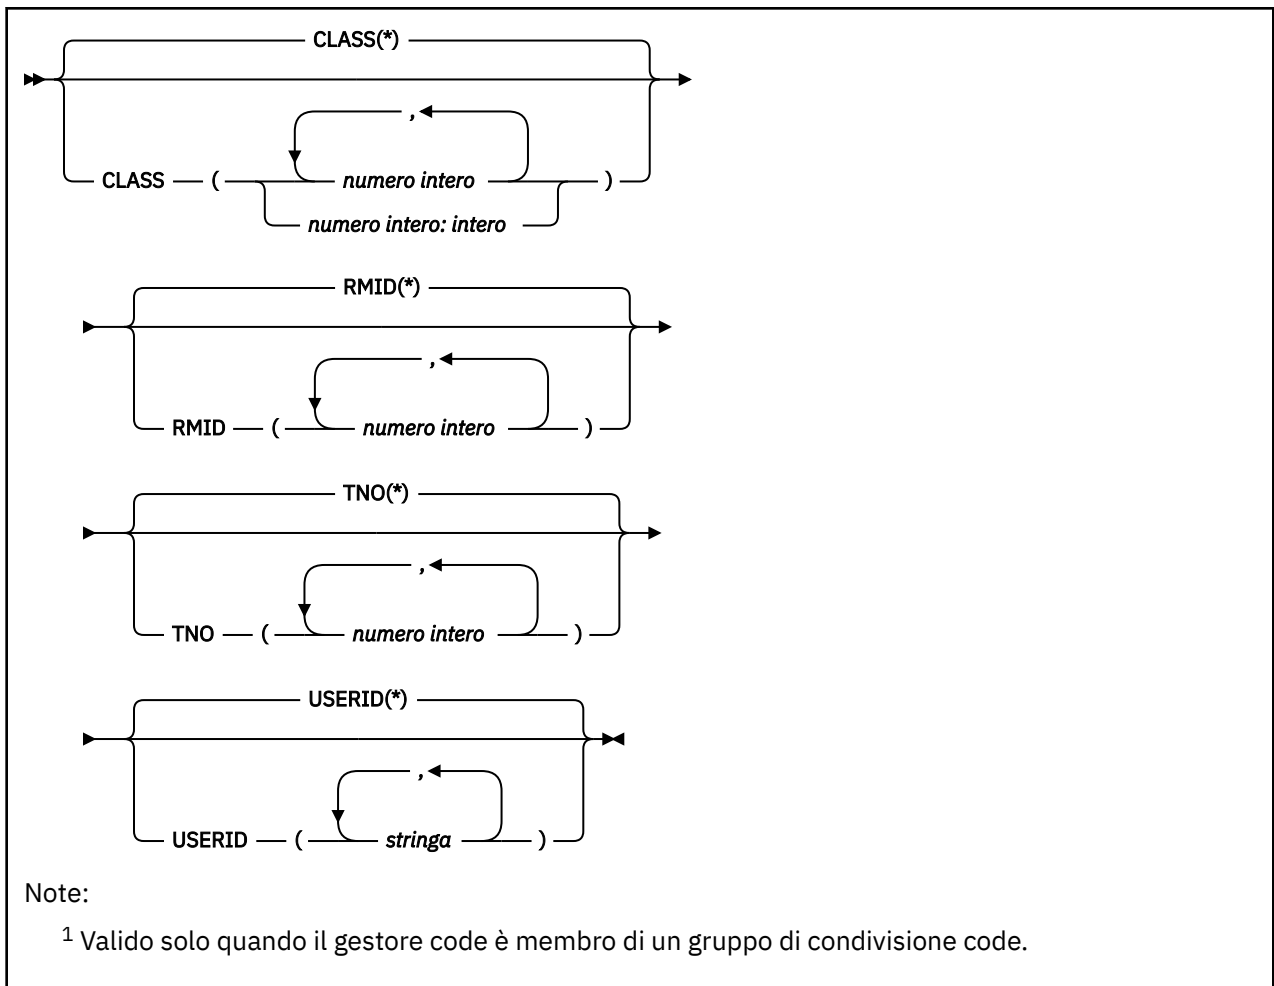 CLASS(*)
,
CLASS ( numero intero )
numero intero: intero
RMID(*)
,
RMID ( numero intero )
TNO(*)
,
TNO ( numero intero )
USERID(*)
,
USERID ( stringa )
Note:
1 Valido solo quando il gestore code è membro di un gruppo di condivisione code.